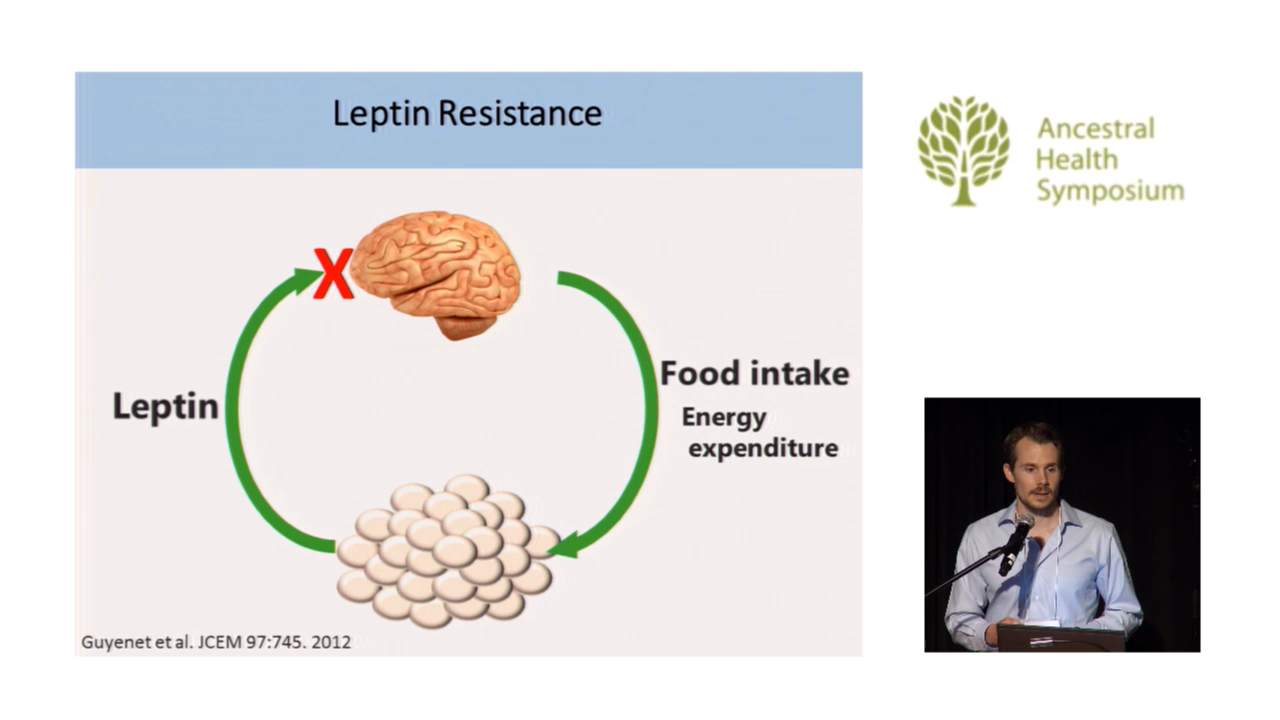 Leptin Resistance
X
Leptin
Food intake
Energy
expenditure
Guyenet et al. JCEM 97:745. 2012
Ancestral
Health
Symposium